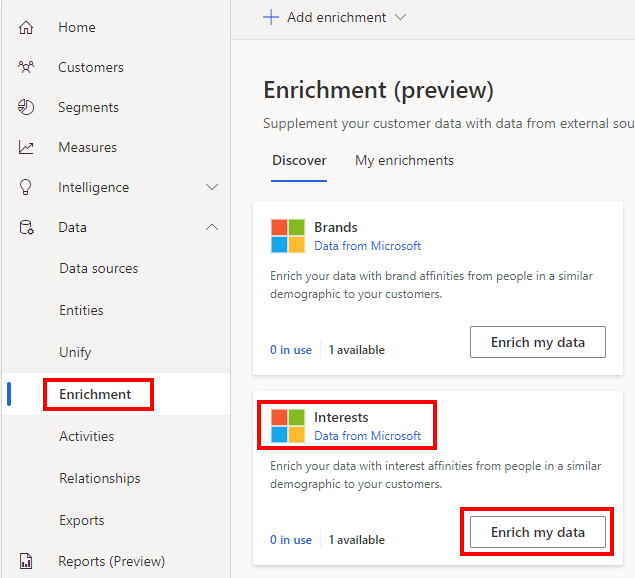 Home
Customers
Segments
Measures
Intelligence
Data
Data sources
Entities
Unify
Enrichment
Activities
Relationships
Exports
Reports (Preview)
Add enrichment
Enrichment (preview)
Supplement your customer data with data from external sou
Discover My enrichments
Brands
Data from Microsoft
Enrich your data with brand affinities from people in a similar
demographic to your customers.
0 in use 1 available Enrich my data
Interests
Data from Microsoft
Enrich your data with interest affinities from people in a similar
demographic to your customers.
0 in use 1 available Enrich my data